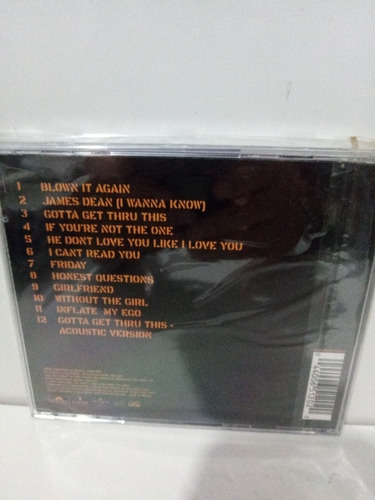 1 BLOWN IT AGAIN
2 JAMES DEAN (I WANNA KNOW)
3 GOTTA GET THRU THIS
4 IF YOU'RE NOT THE ONE
5 HE DONT LOVE YOU LIKE I LOVE YOU
6 I CANT READ YOU
7 FRIDAY
8 HONEST QUESTIONS
9 GIRLFRIEND
10 WITHOUT THE GIRL
11 INFLATE MY EGO
12 GOTTA GET THRU THIS -
ACOUSTIC VERSION